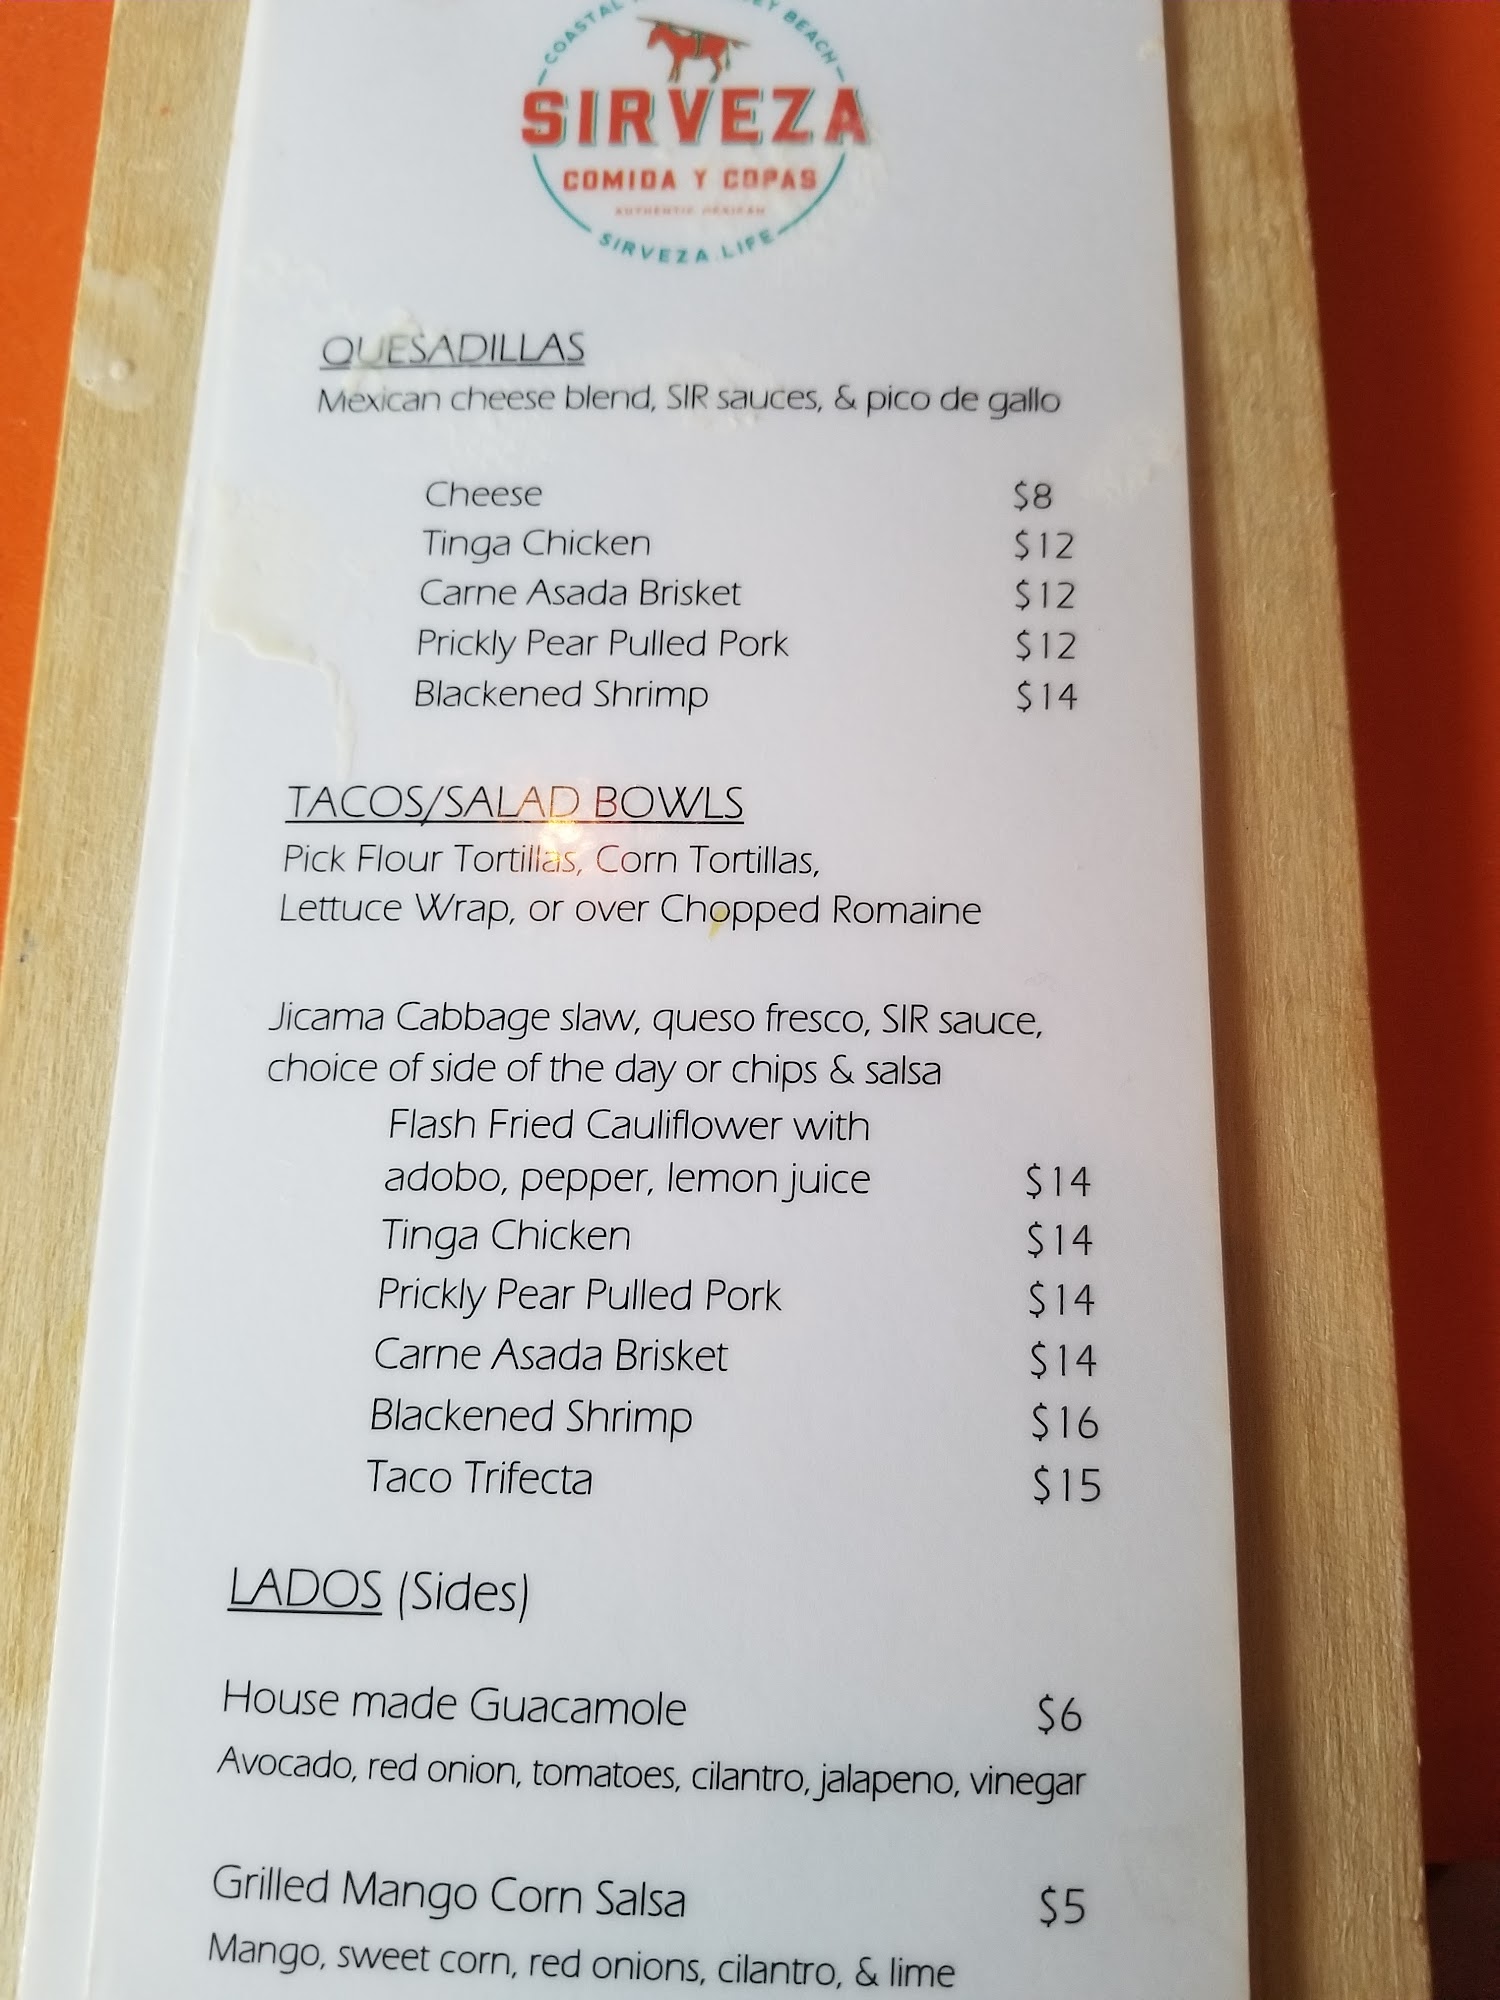 COASTAL
EY BEACH
SIRVEZA
COMIDA Y COPAS
AUTHENTIC MEXICAN
SIRVEZA.LIFE
QUESADILLAS
Mexican cheese blend, SIR sauces, & pico de gallo
Cheese $8
Tinga Chicken $12
Carne Asada Brisket $12
Prickly Pear Pulled Pork $12
Blackened Shrimp $14
TACOS/SALAD BOWLS
Pick Flour Tortillas, Corn Tortillas,
Lettuce Wrap, or over Chopped Romaine
Jicama Cabbage slaw, queso fresco, SIR sauce,
choice of side of the day or chips & salsa
Flash Fried Cauliflower with
adobo, pepper, lemon juice $14
Tinga Chicken $14
Prickly Pear Pulled Pork $14
Carne Asada Brisket $14
Blackened Shrimp $16
Taco Trifecta $15
LADOS (Sides)
House made Guacamole $6
Avocado, red onion, tomatoes, cilantro, jalapeno, vinegar
Grilled Mango Corn Salsa $5
Mango, sweet corn, red onions, cilantro, & lime